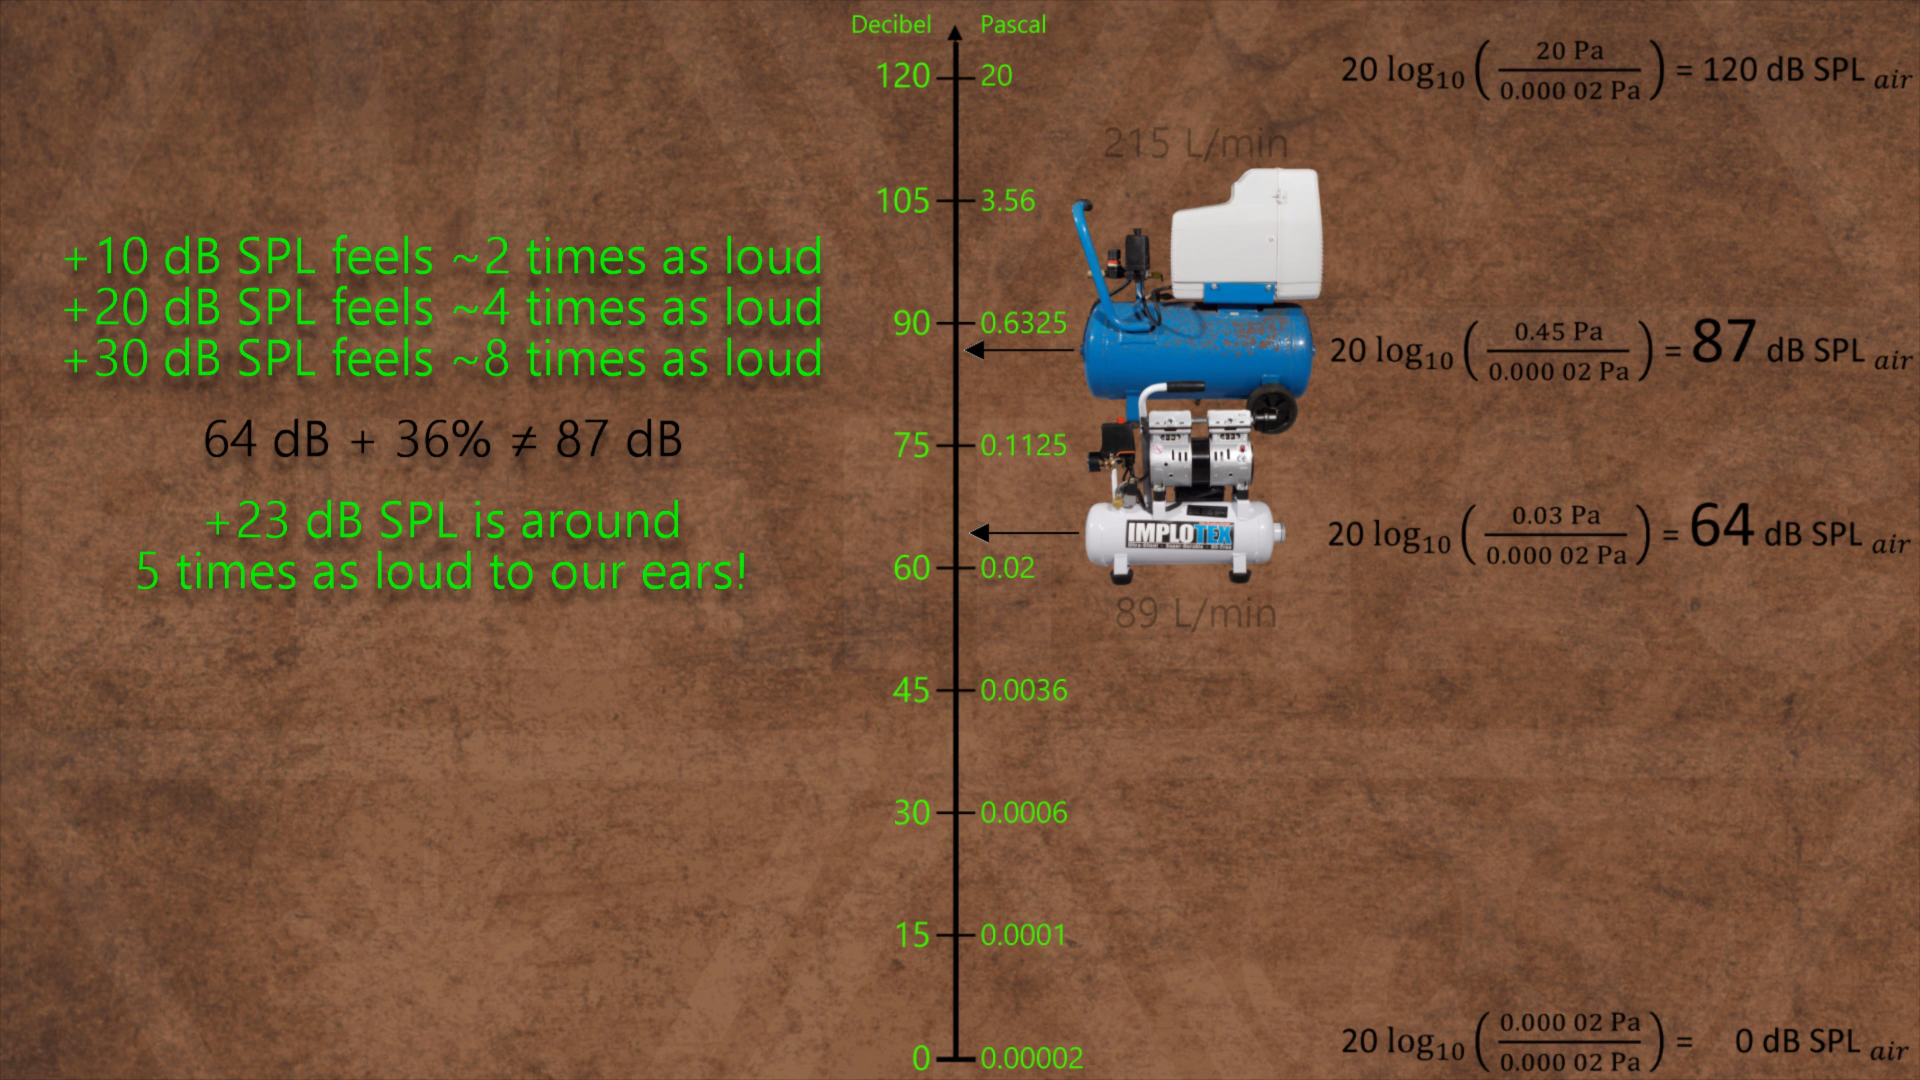 Decibel Pascal
120 20
20 log10 (20 Pa / 0.000 02 Pa) = 120 dB SPL air
215 L/min
105 3.56
+10 dB SPL feels ~2 times as loud
+20 dB SPL feels ~4 times as loud
+30 dB SPL feels ~8 times as loud
90 0.6325
20 log10 (0.45 Pa / 0.000 02 Pa) = 87 dB SPL air
64 dB + 36% ≠ 87 dB
75 0.1125
+23 dB SPL is around
5 times as loud to our ears!
IMPLOTEX
20 log10 (0.03 Pa / 0.000 02 Pa) = 64 dB SPL air
60 0.02
89 L/min
45 0.0036
30 0.0006
15 0.0001
0 0.00002
20 log10 (0.000 02 Pa / 0.000 02 Pa) = 0 dB SPL air